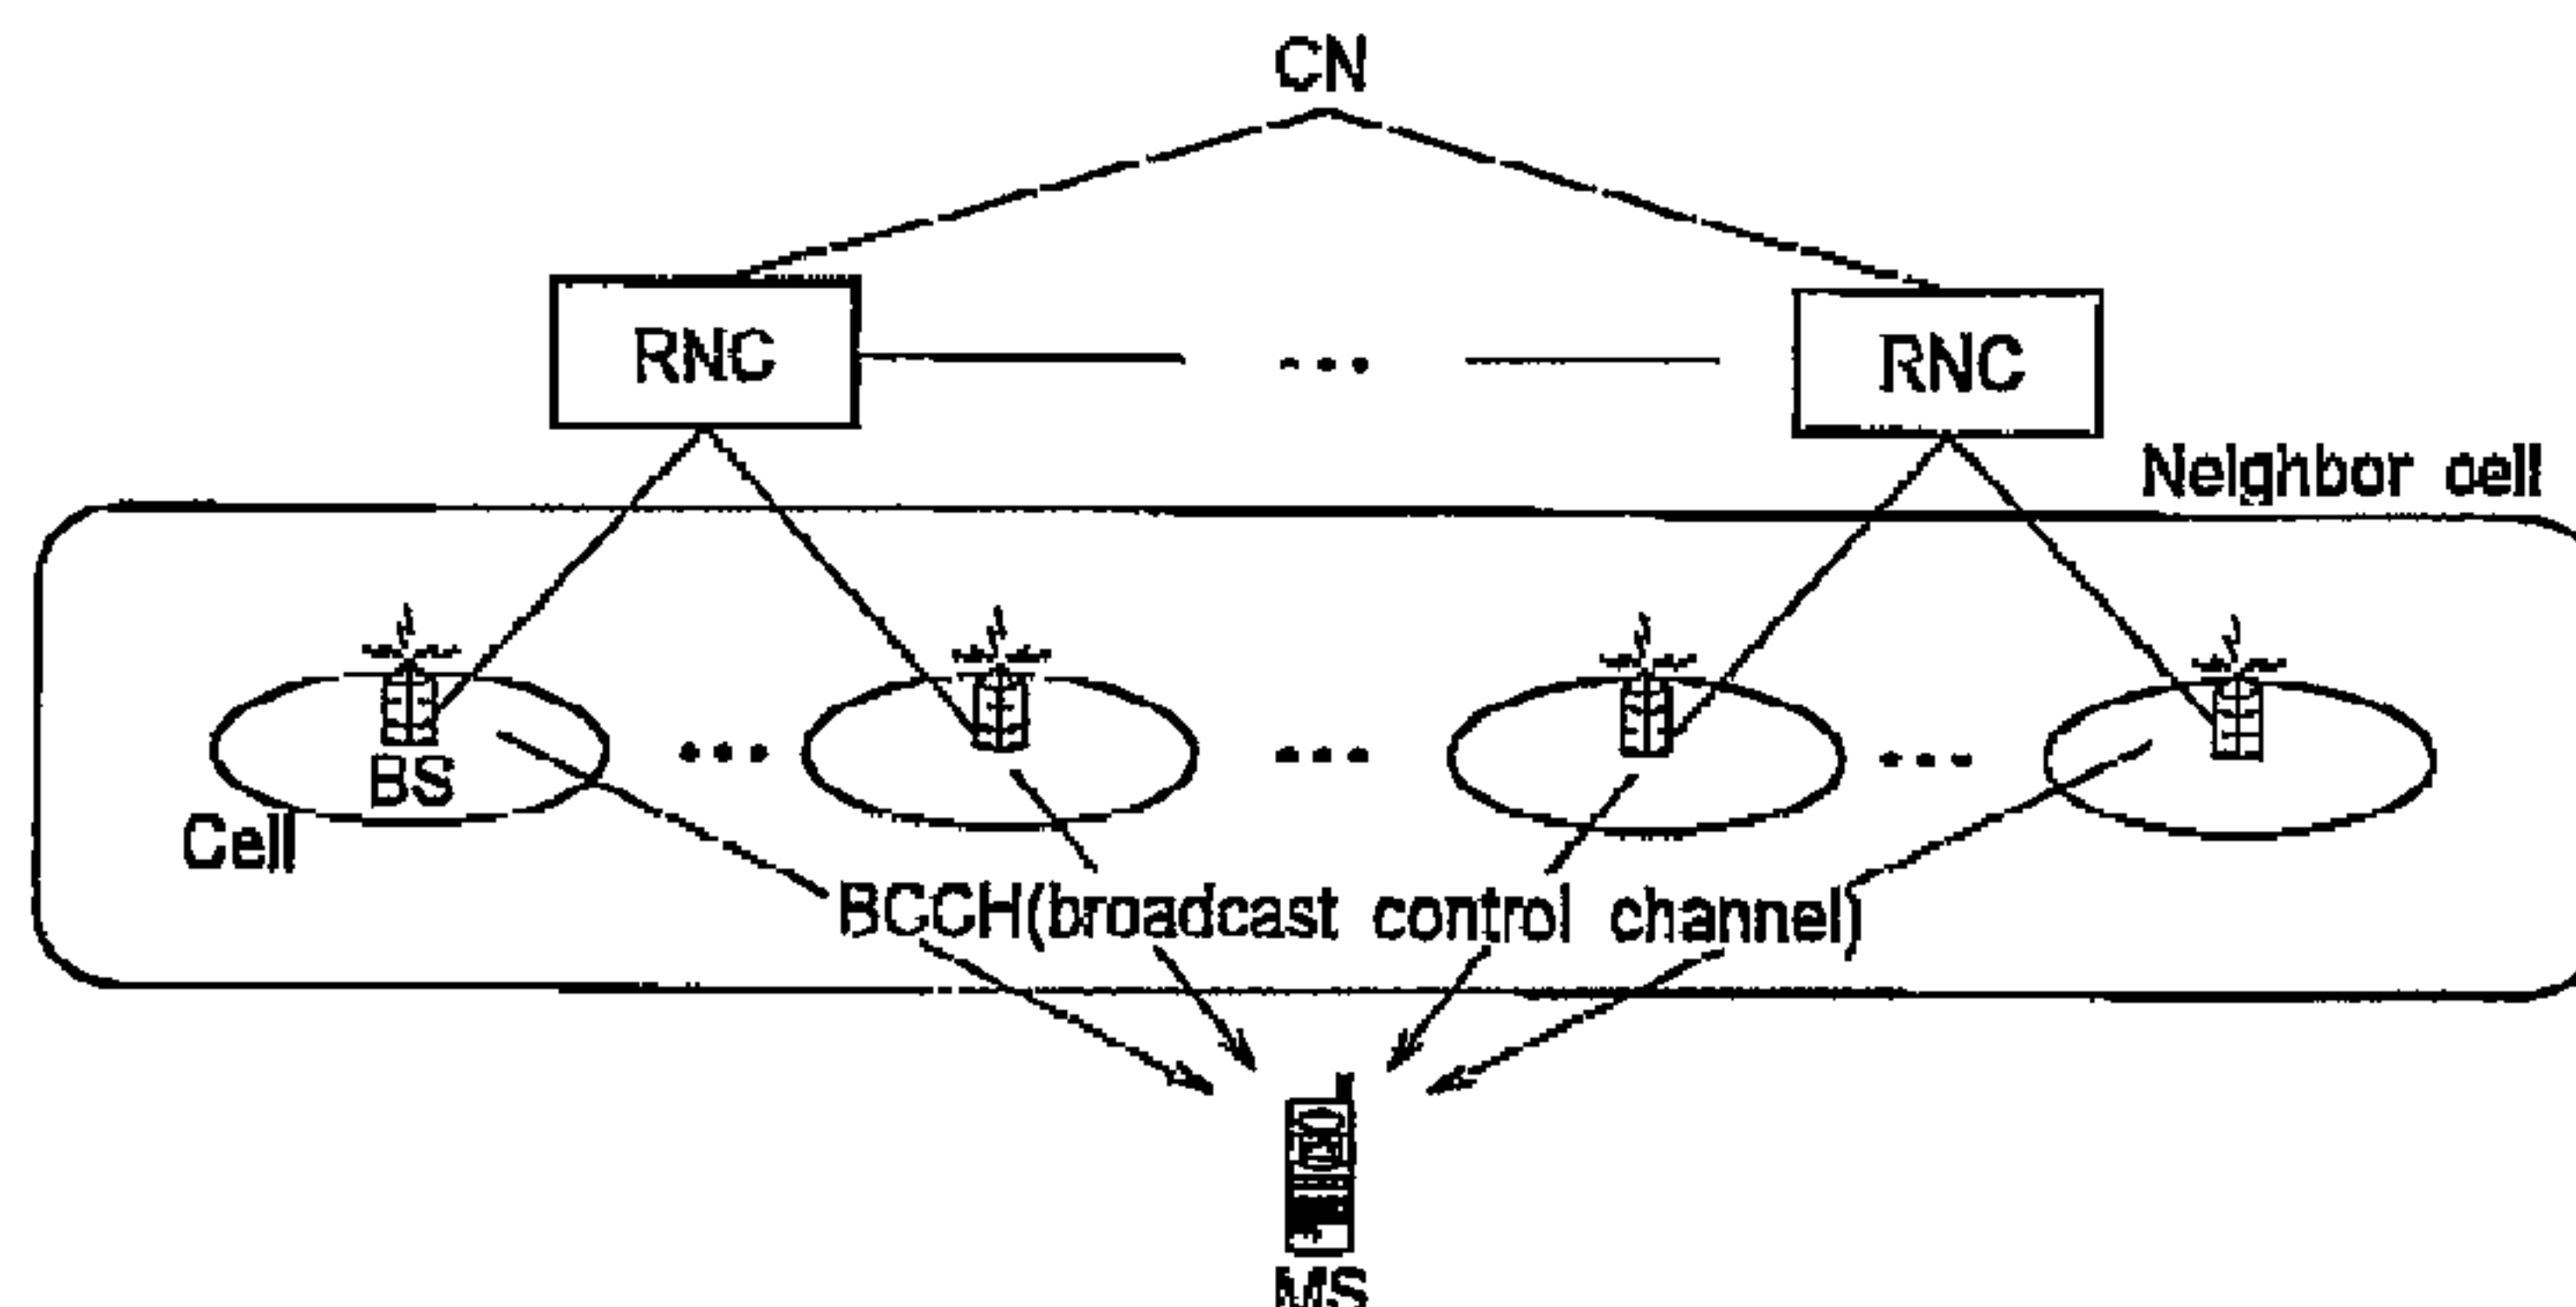 CN
RNC
RNC
Neighbor cell
BS
Cell
BCCH(broadcast control channel)
MS